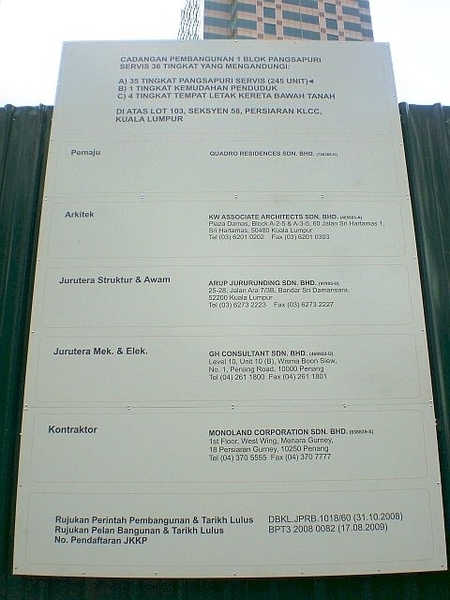 CADANGAN PEMBANGUNAN 1 BLOK PANGSAPURI
SERVIS 36 TINGKAT YANG MENGANDUNGI:
A) 35 TINGKAT PANGSAPURI SERVIS (245 UNIT)
B) 1 TINGKAT KEMUDAHAN PENDUDUK
C) 4 TINGKAT TEMPAT LETAK KERETA BAWAH TANAH
DI ATAS LOT 103, SEKSYEN 58, PERSIARAN KLCC,
KUALA LUMPUR
Pemaju
QUADRO RESIDENCES SDN. BHD.
Arkitek
KW ASSOCIATE ARCHITECTS SDN. BHD.
Plaza Damas, Block A-2-5 & A-3-5, 60 Jalan Sri Hartamas 1,
Sri Hartamas, 50480 Kuala Lumpur
Tel (03) 6201 0202 Fax (03) 6201 0303
Jurutera Struktur & Awam
ARUP JURURUNDING SDN. BHD.
25-28, Jalan Ara 7/3B, Bandar Sri Damansara,
52200 Kuala Lumpur
Tel (03) 6273 2223 Fax (03) 6273 2227
Jurutera Mek. & Elek.
GH CONSULTANT SDN. BHD.
Level 10, Unit 10 (B), Wisma Boon Siew,
No. 1, Penang Road, 10000 Penang
Tel (04) 261 1800 Fax (04) 261 1801
Kontraktor
MONOLAND CORPORATION SDN. BHD.
1st Floor, West Wing, Menara Gurney,
18 Persiaran Gurney, 10250 Penang
Tel (04) 370 5555 Fax (04) 370 7777
Rujukan Perintah Pembangunan & Tarikh Lulus DBKL.JPRB.1018/60 (31.10.2008)
Rujukan Pelan Bangunan & Tarikh Lulus BPT3 2008 0082 (17.08.2009)
No. Pendaftaran JKKP